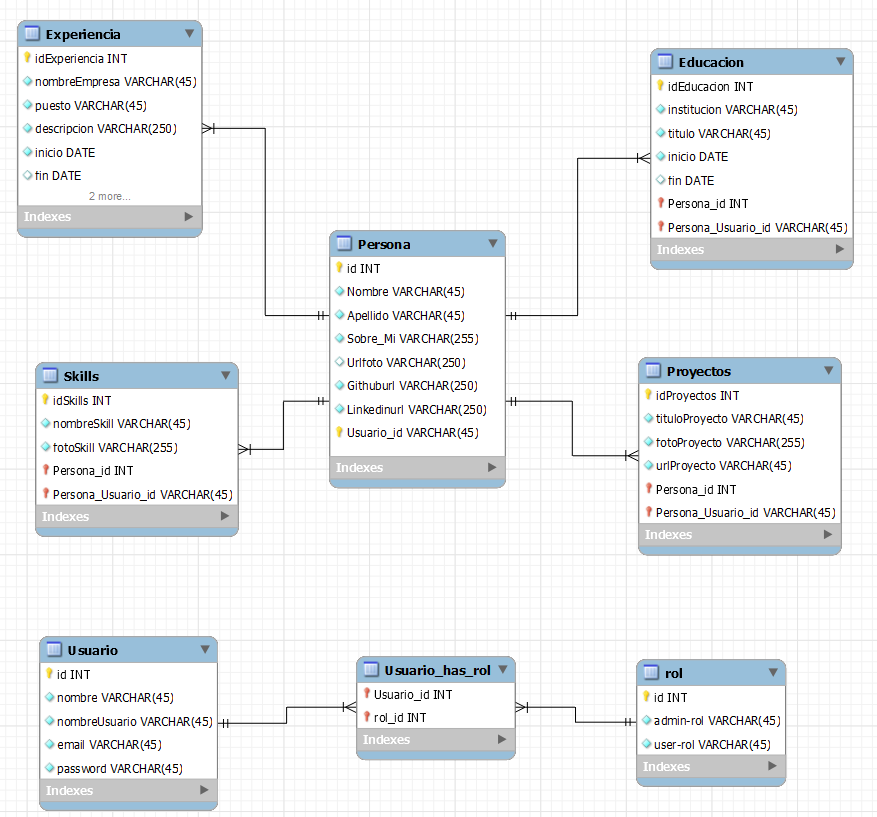 Experiencia
idExperiencia INT
nombreEmpresa VARCHAR(45)
puesto VARCHAR(45)
descripcion VARCHAR(250)
inicio DATE
fin DATE
2 more...
Indexes
Educacion
idEducacion INT
institucion VARCHAR(45)
titulo VARCHAR(45)
inicio DATE
fin DATE
Persona_id INT
Persona_Usuario_id VARCHAR(45)
Indexes
Persona
id INT
Nombre VARCHAR(45)
Apellido VARCHAR(45)
Sobre_Mi VARCHAR(255)
Urlfoto VARCHAR(250)
Githuburl VARCHAR(250)
Linkedinurl VARCHAR(250)
Usuario_id VARCHAR(45)
Indexes
Skills
idSkills INT
nombreSkill VARCHAR(45)
fotoSkill VARCHAR(255)
Persona_id INT
Persona_Usuario_id VARCHAR(45)
Indexes
Proyectos
idProyectos INT
tituloProyecto VARCHAR(45)
fotoProyecto VARCHAR(255)
urlProyecto VARCHAR(45)
Persona_id INT
Persona_Usuario_id VARCHAR(45)
Indexes
Usuario
id INT
nombre VARCHAR(45)
nombreUsuario VARCHAR(45)
email VARCHAR(45)
password VARCHAR(45)
Indexes
Usuario_has_rol
Usuario_id INT
rol_id INT
Indexes
rol
id INT
admin-rol VARCHAR(45)
user-rol VARCHAR(45)
Indexes